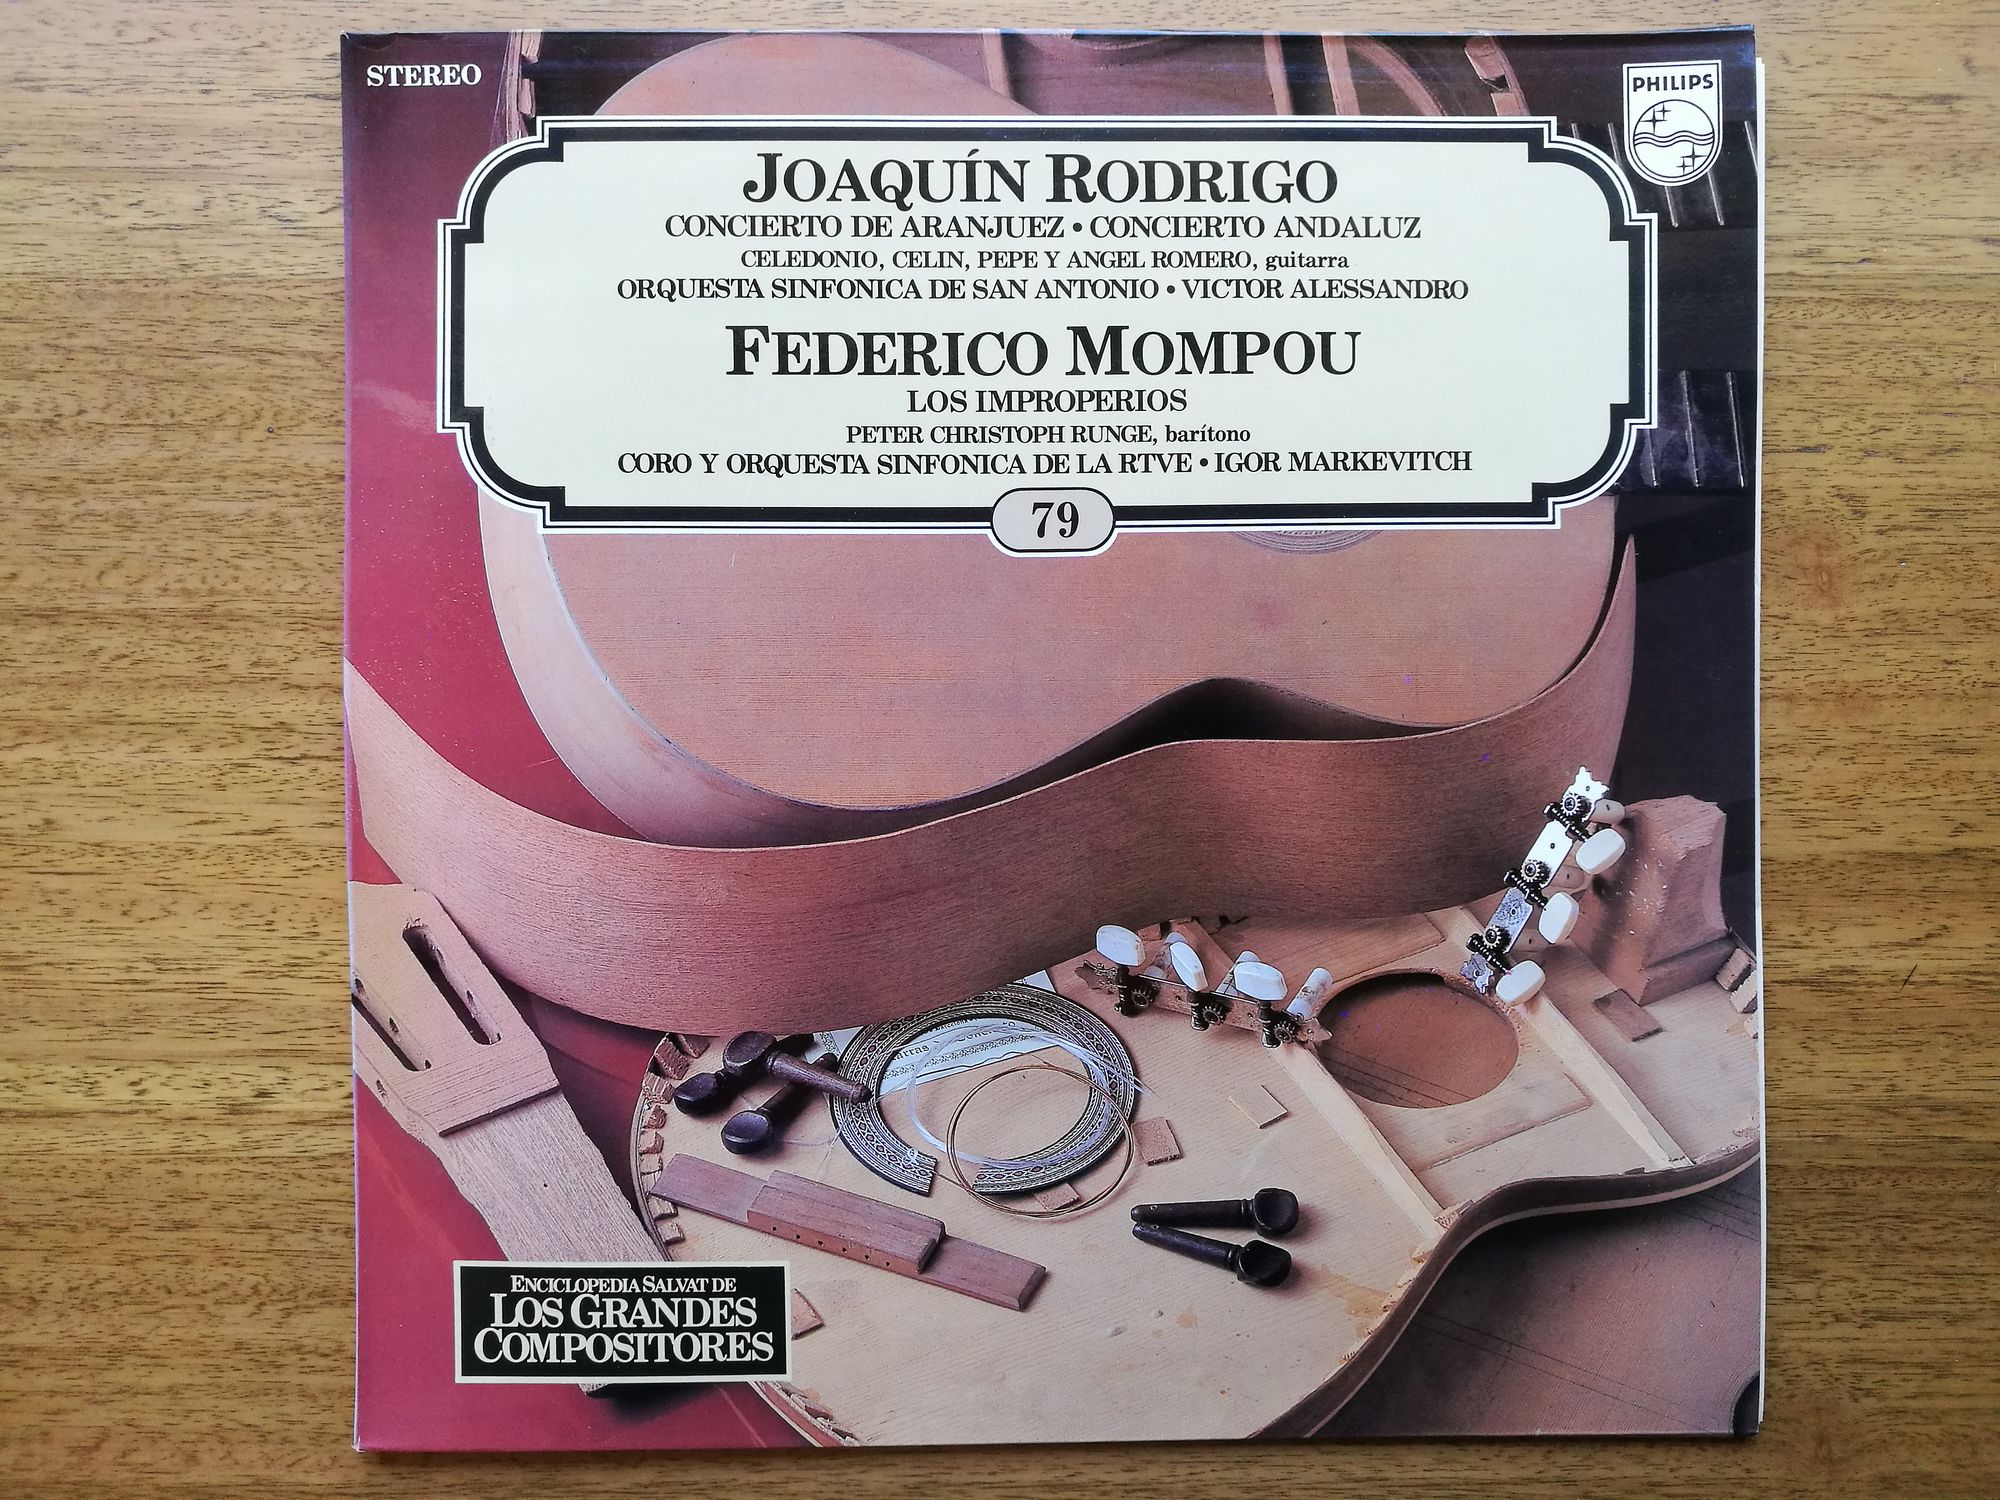 STEREO
PHILIPS
JOAQUÍN RODRIGO
CONCIERTO DE ARANJUEZ • CONCIERTO ANDALUZ
CELEDONIO, CELIN, PEPE Y ANGEL ROMERO, guitarra
ORQUESTA SINFONICA DE SAN ANTONIO • VICTOR ALESSANDRO
FEDERICO MOMPOU
LOS IMPROPERIOS
PETER CHRISTOPH RUNGE, barítono
CORO Y ORQUESTA SINFONICA DE LA RTVE • IGOR MARKEVITCH
79
ENCICLOPEDIA SALVAT DE
LOS GRANDES
COMPOSITORES